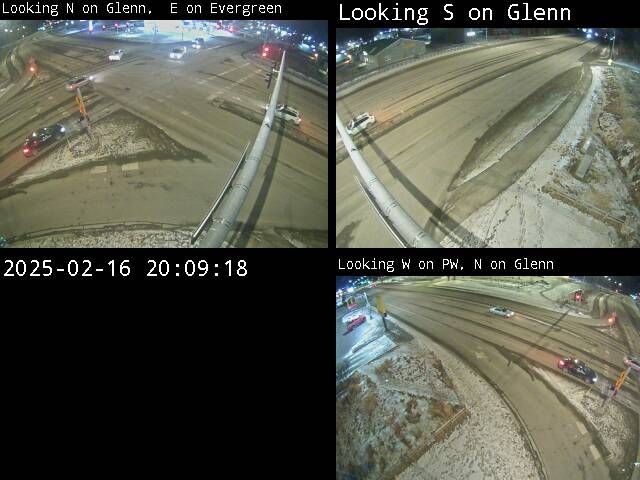 Looking N on Glenn, E on Evergreen
Looking S on Glenn
2025-02-16 20:09:18
Looking W on PW, N on Glenn